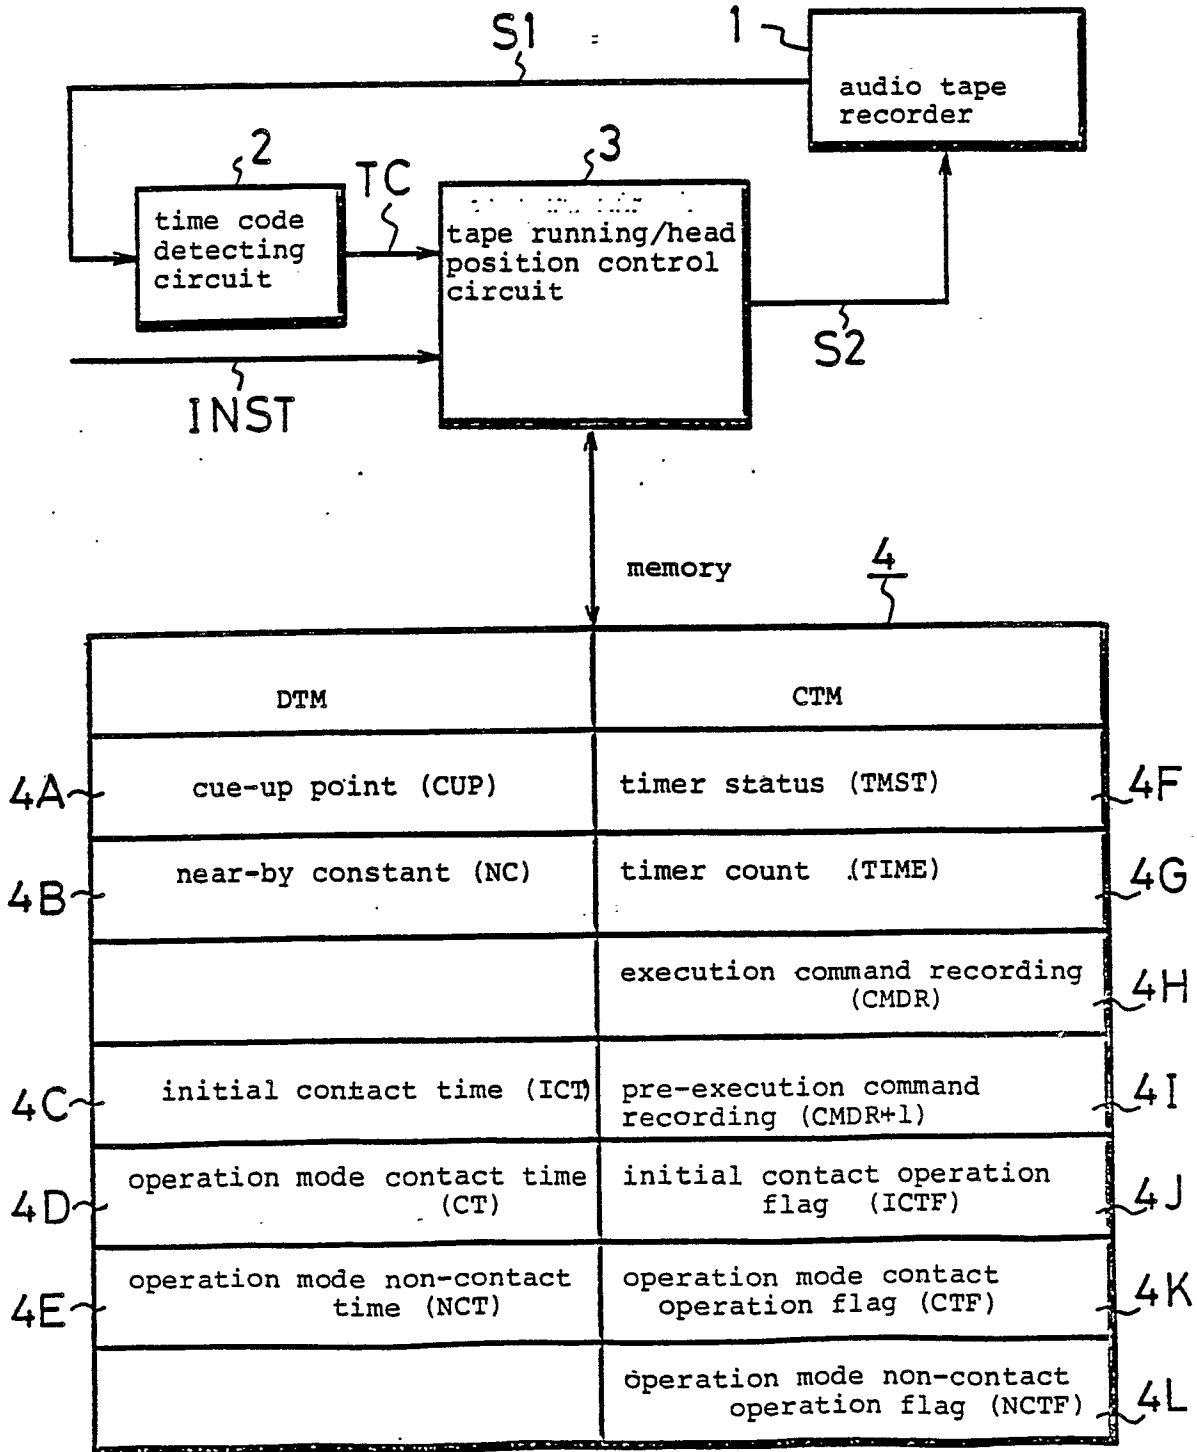 S1
1
audio tape
recorder
2
TC
3
time code
detecting
circuit
tape running/head
position control
circuit
S2
INST
memory
4
DTM
CTM
4A
cue-up point (CUP)
timer status (TMST)
4F
4B
near-by constant (NC)
timer count (TIME)
4G
execution command recording
(CMDR)
4H
4C
initial contact time (ICT)
pre-execution command
recording (CMDR+1)
4I
4D
operation mode contact time
(CT)
initial contact operation
flag (ICTF)
4J
4E
operation mode non-contact
time (NCT)
operation mode contact
operation flag (CTF)
4K
operation mode non-contact
operation flag (NCTF)
4L